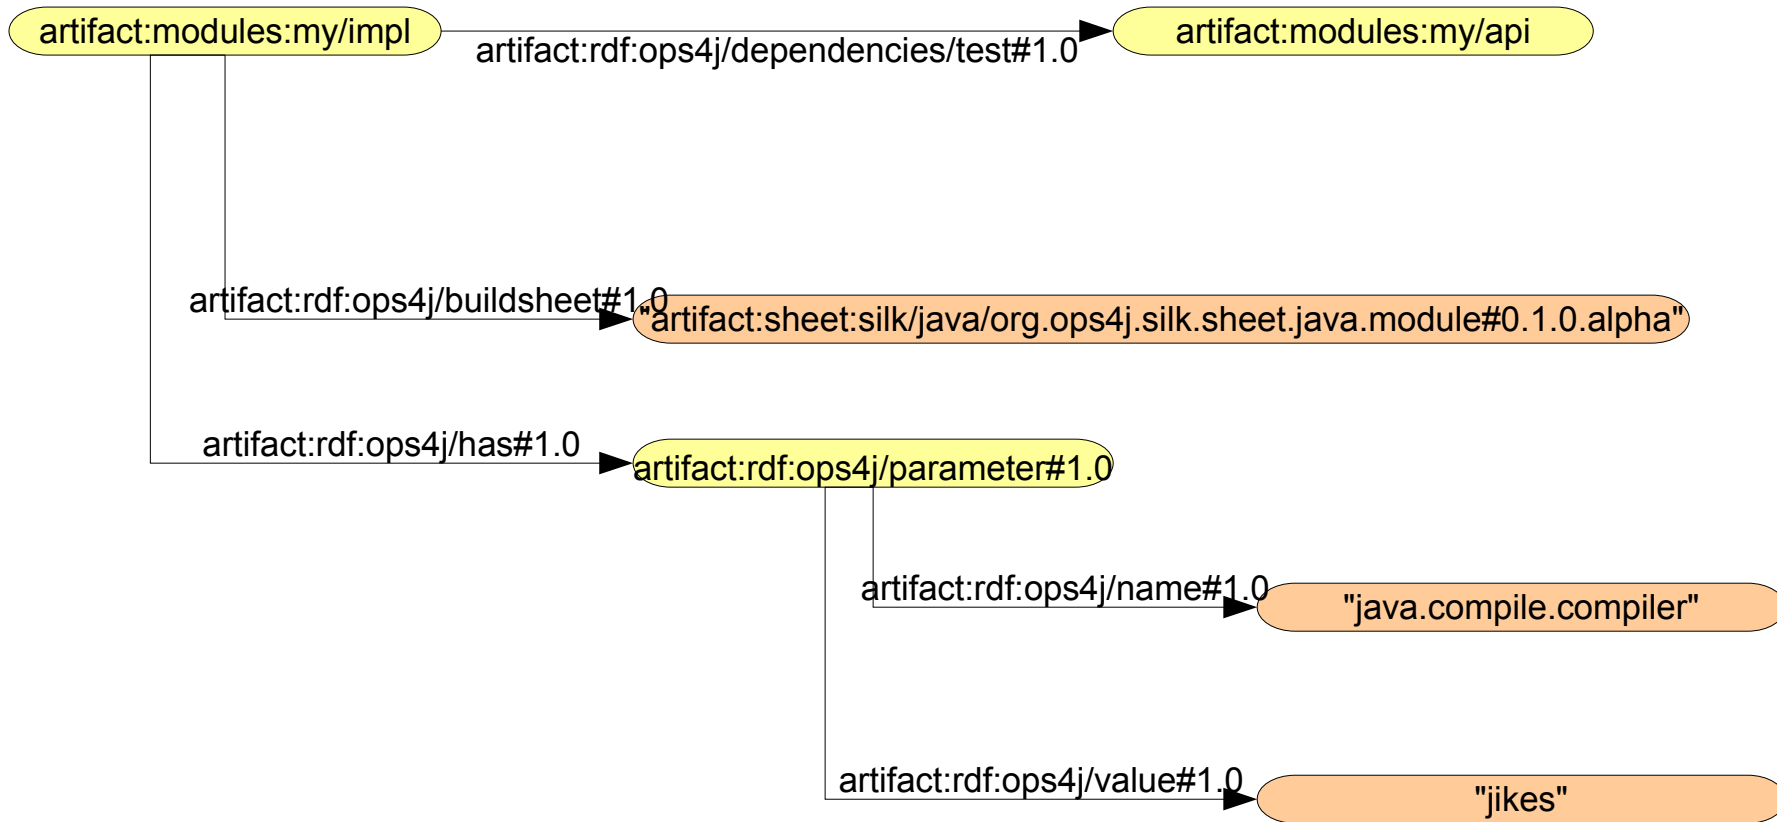 artifact:modules:my/impl
artifact:rdf:ops4j/dependencies/test#1.0
artifact:modules:my/api
artifact:rdf:ops4j/buildsheet#1.0
"artifact:sheet:silk/java/org.ops4j.silk.sheet.java.module#0.1.0.alpha"
artifact:rdf:ops4j/has#1.0
artifact:rdf:ops4j/parameter#1.0
artifact:rdf:ops4j/name#1.0
"java.compile.compiler"
artifact:rdf:ops4j/value#1.0
"jikes"